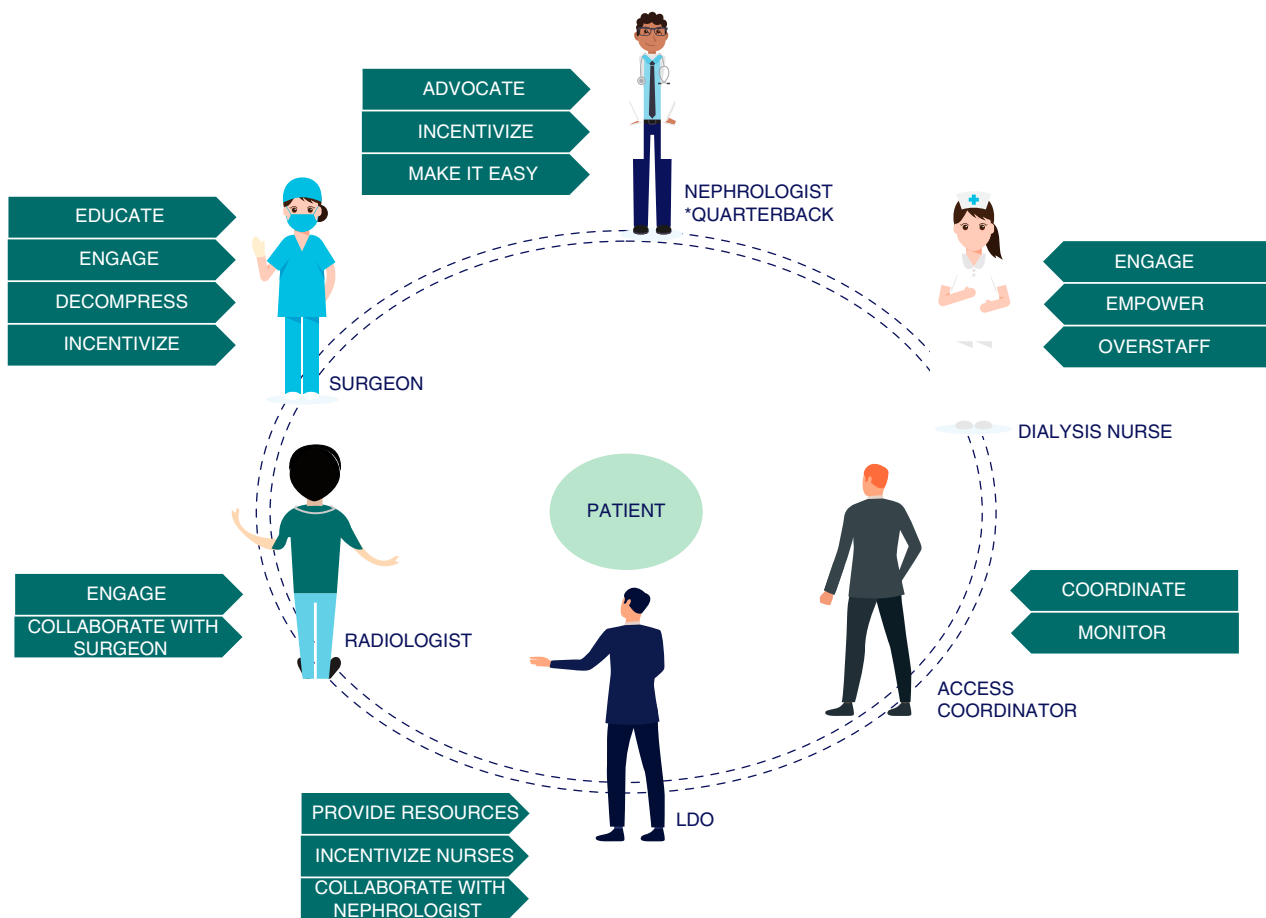 ADVOCATE
INCENTIVIZE
MAKE IT EASY
NEPHROLOGIST
*QUARTERBACK
EDUCATE
ENGAGE
DECOMPRESS
INCENTIVIZE
SURGEON
ENGAGE
EMPOWER
OVERSTAFF
DIALYSIS NURSE
PATIENT
ENGAGE
COLLABORATE WITH
SURGEON
RADIOLOGIST
COORDINATE
MONITOR
ACCESS
COORDINATOR
PROVIDE RESOURCES
INCENTIVIZE NURSES
COLLABORATE WITH
NEPHROLOGIST
LDO